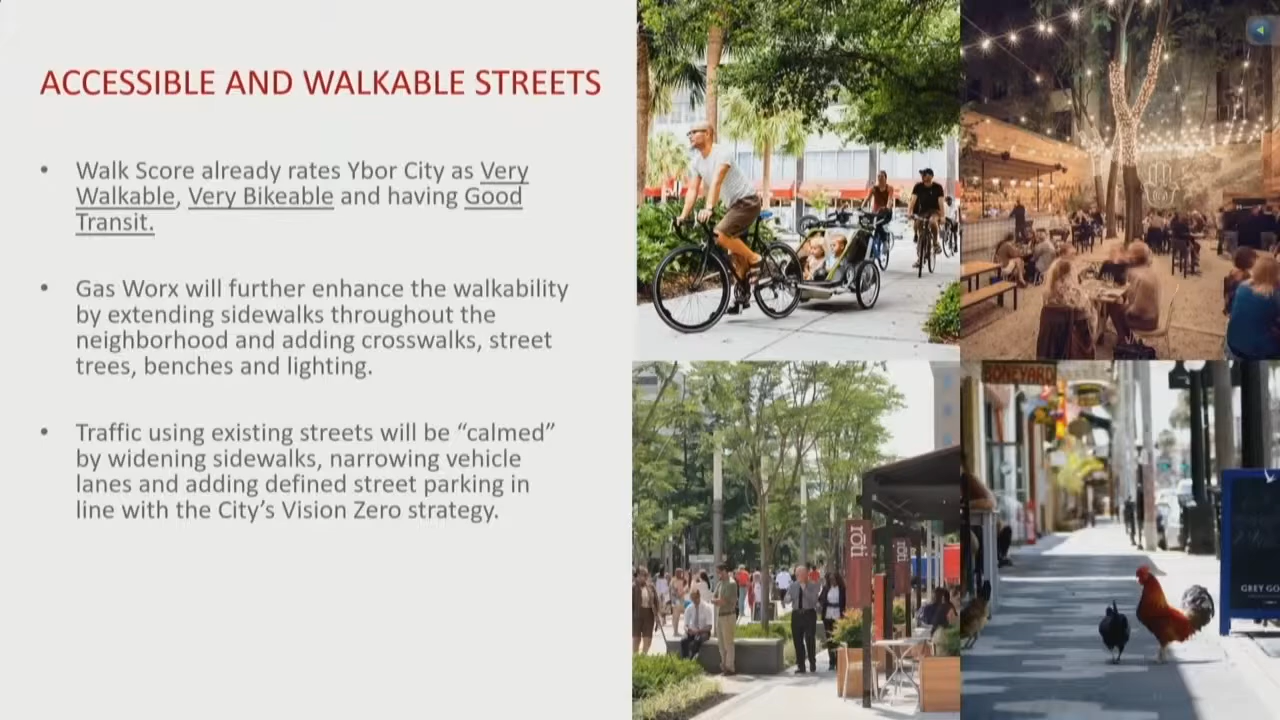 ACCESSIBLE AND WALKABLE STREETS
• Walk Score already rates Ybor City as Very
Walkable, Very Bikeable and having Good
Transit.
• Gas Worx will further enhance the walkability
by extending sidewalks throughout the
neighborhood and adding crosswalks, street
trees, benches and lighting.
• Traffic using existing streets will be “calmed”
by widening sidewalks, narrowing vehicle
lanes and adding defined street parking in
line with the City’s Vision Zero strategy.
BONEYARD
rōti
rōti
GREY GO